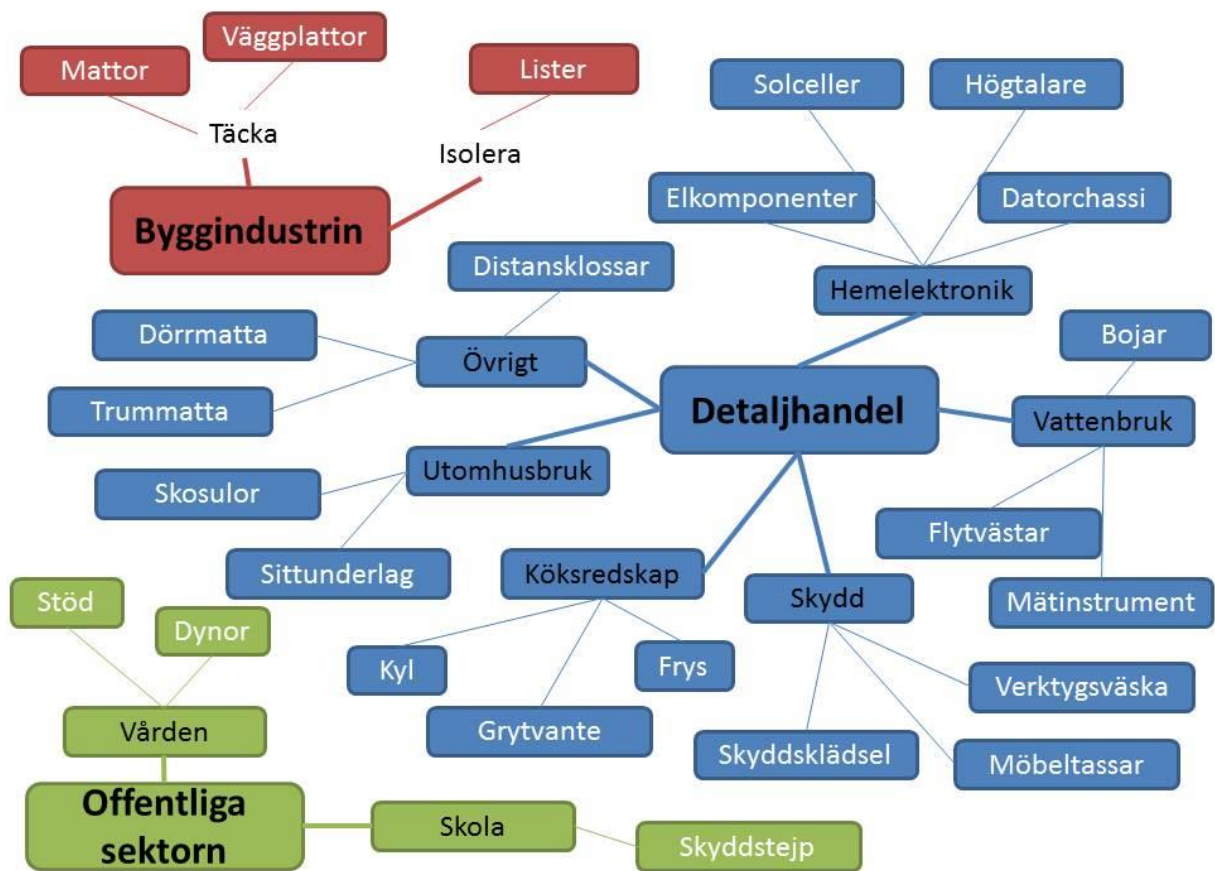 Väggplattor
Mattor
Lister
Täcka
Isolera
Byggindustrin
Solceller
Högtalare
Elkomponenter
Datorchassi
Hemelektronik
Distansklossar
Dörrmatta
Övrigt
Trummatta
Bojar
Detaljhandel
Vattenbruk
Utomhusbruk
Skosulor
Sittunderlag
Flytvästar
Mätinstrument
Köksredskap
Skydd
Kyl
Frys
Grytvante
Verktygsväska
Skyddsklädsel
Möbeltassar
Stöd
Dynor
Vården
Offentliga
sektorn
Skola
Skyddstejp